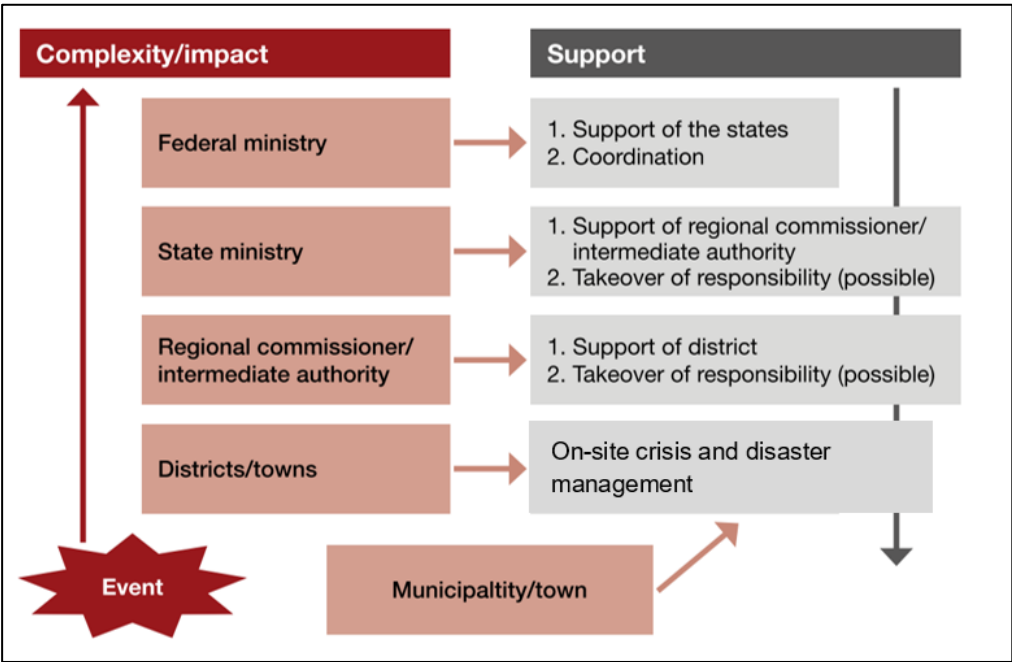 Complexity/impact
Support
Federal ministry
1. Support of the states
2. Coordination
State ministry
1. Support of regional commissioner/
intermediate authority
2. Takeover of responsibility (possible)
Regional commissioner/
intermediate authority
1. Support of district
2. Takeover of responsibility (possible)
Districts/towns
On-site crisis and disaster
management
Event
Municipaltity/town